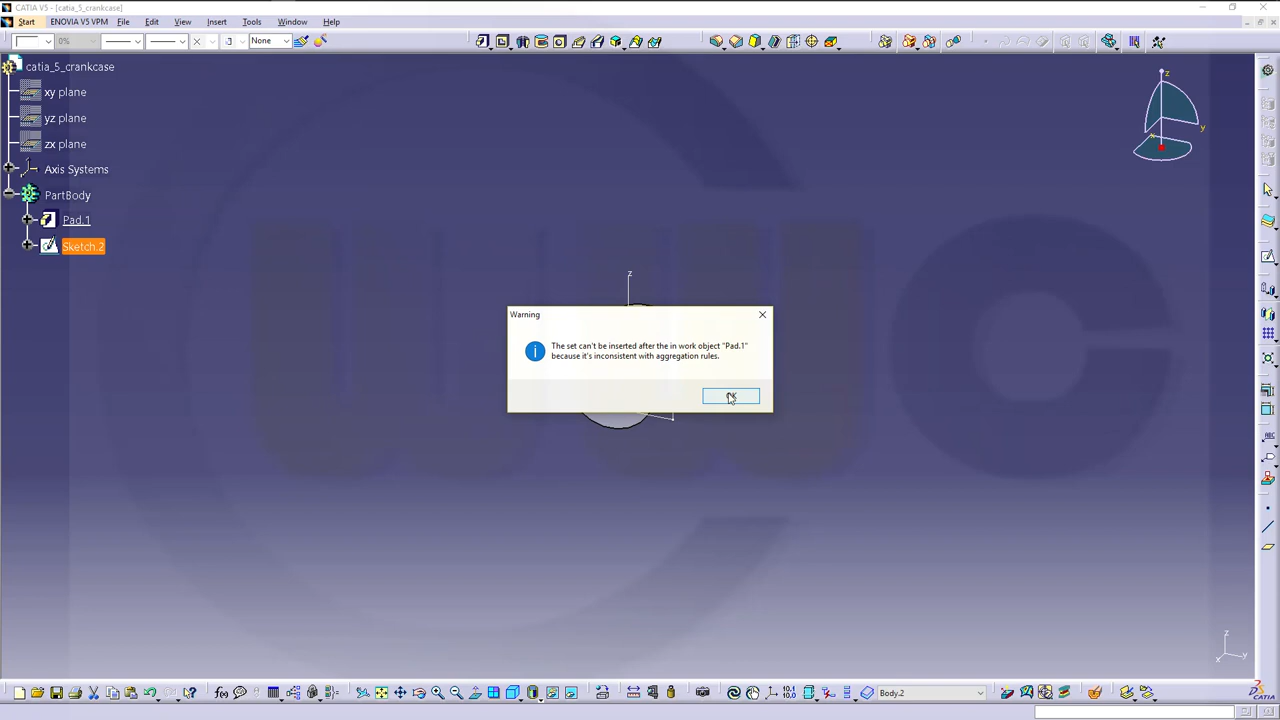 CATIA V5 - [catia_5_crankcase]
Start ENOVIA V5 VPM File Edit View Insert Tools Window Help
0% None
catia_5_crankcase
xy plane
yz plane
zx plane
Axis Systems
PartBody
Pad.1
Sketch.2
z
y
x
z
Warning
The set can't be inserted after the in work object "Pad.1"
because it's inconsistent with aggregation rules.
OK
z
x
y
Body.2
CATIA